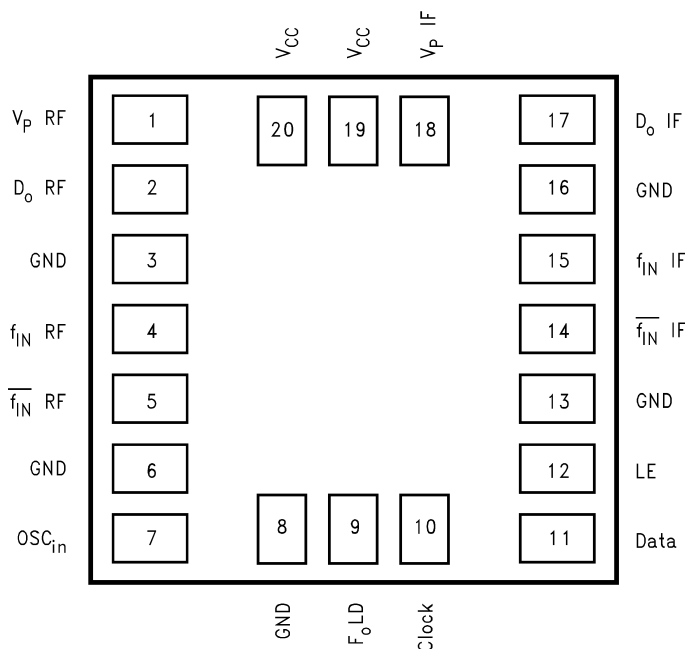 V_CC V_CC V_P IF
V_P RF 1 20 19 18 17 D_o IF
D_o RF 2 16 GND
GND 3 15 f_IN IF
f_IN RF 4 14 f̅_I̅N̅ IF
f̅_I̅N̅ RF 5 13 GND
GND 6 12 LE
OSC_in 7 8 9 10 11 Data
GND F_oLD Clock